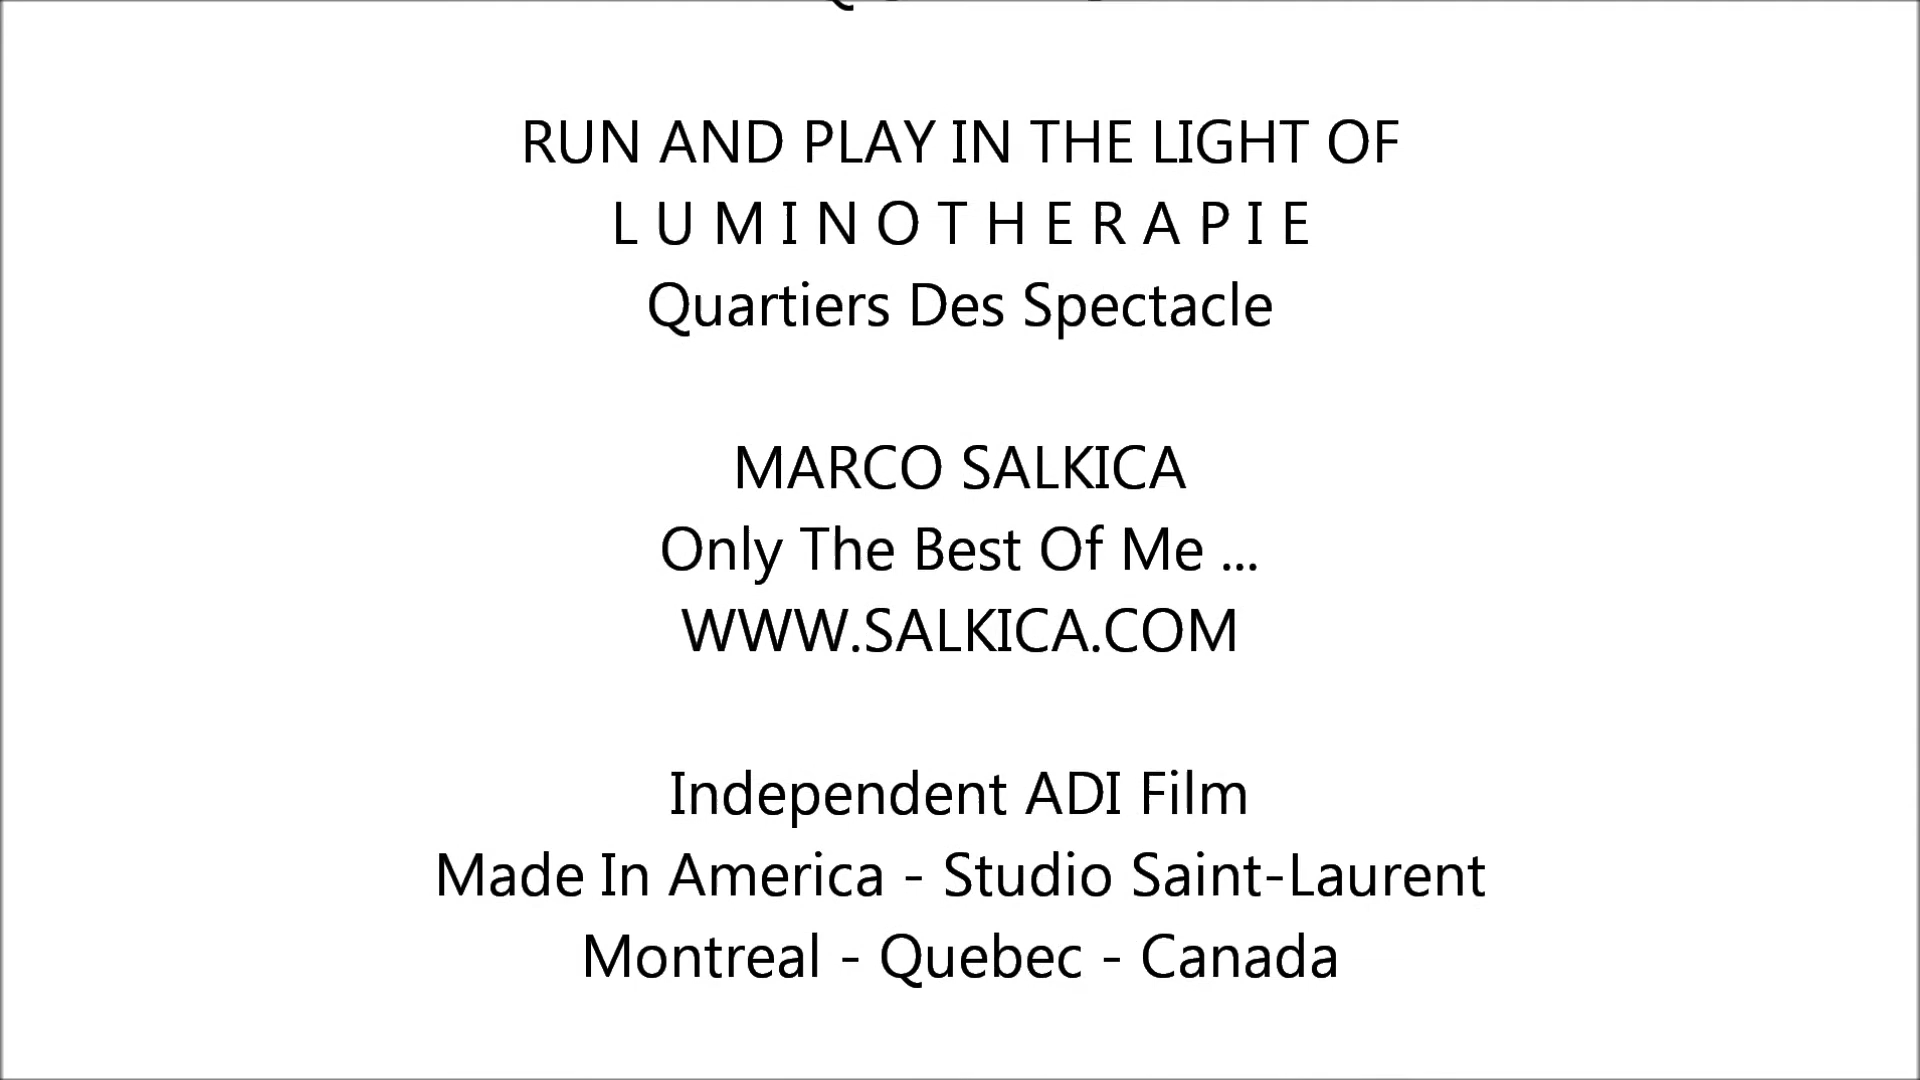 RUN AND PLAY IN THE LIGHT OF
L U M I N O T H E R A P I E
Quartiers Des Spectacle
MARCO SALKICA
Only The Best Of Me ...
WWW.SALKICA.COM
Independent ADI Film
Made In America - Studio Saint-Laurent
Montreal - Quebec - Canada